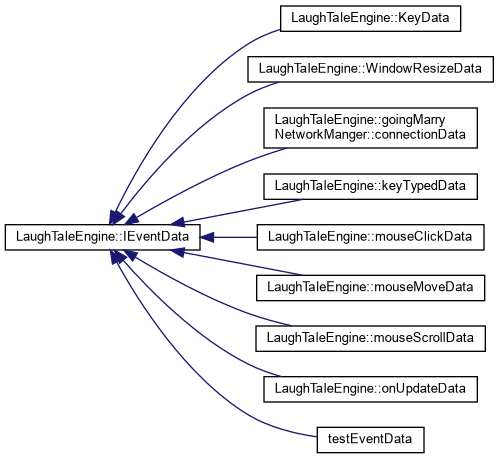 LaughTaleEngine::KeyData
LaughTaleEngine::WindowResizeData
LaughTaleEngine::goingMarry
NetworkManger::connectionData
LaughTaleEngine::keyTypedData
LaughTaleEngine::IEventData
LaughTaleEngine::mouseClickData
LaughTaleEngine::mouseMoveData
LaughTaleEngine::mouseScrollData
LaughTaleEngine::onUpdateData
testEventData